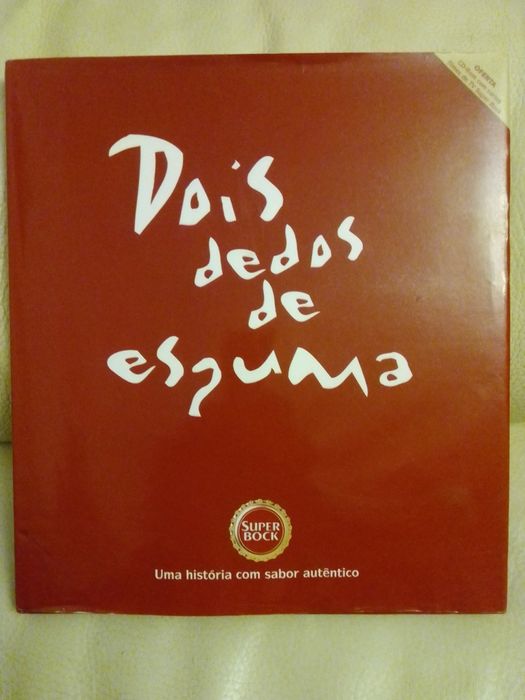 OFERTA
Dois
dedos
de
espuma
SUPER
BOCK
Uma história com sabor autêntico